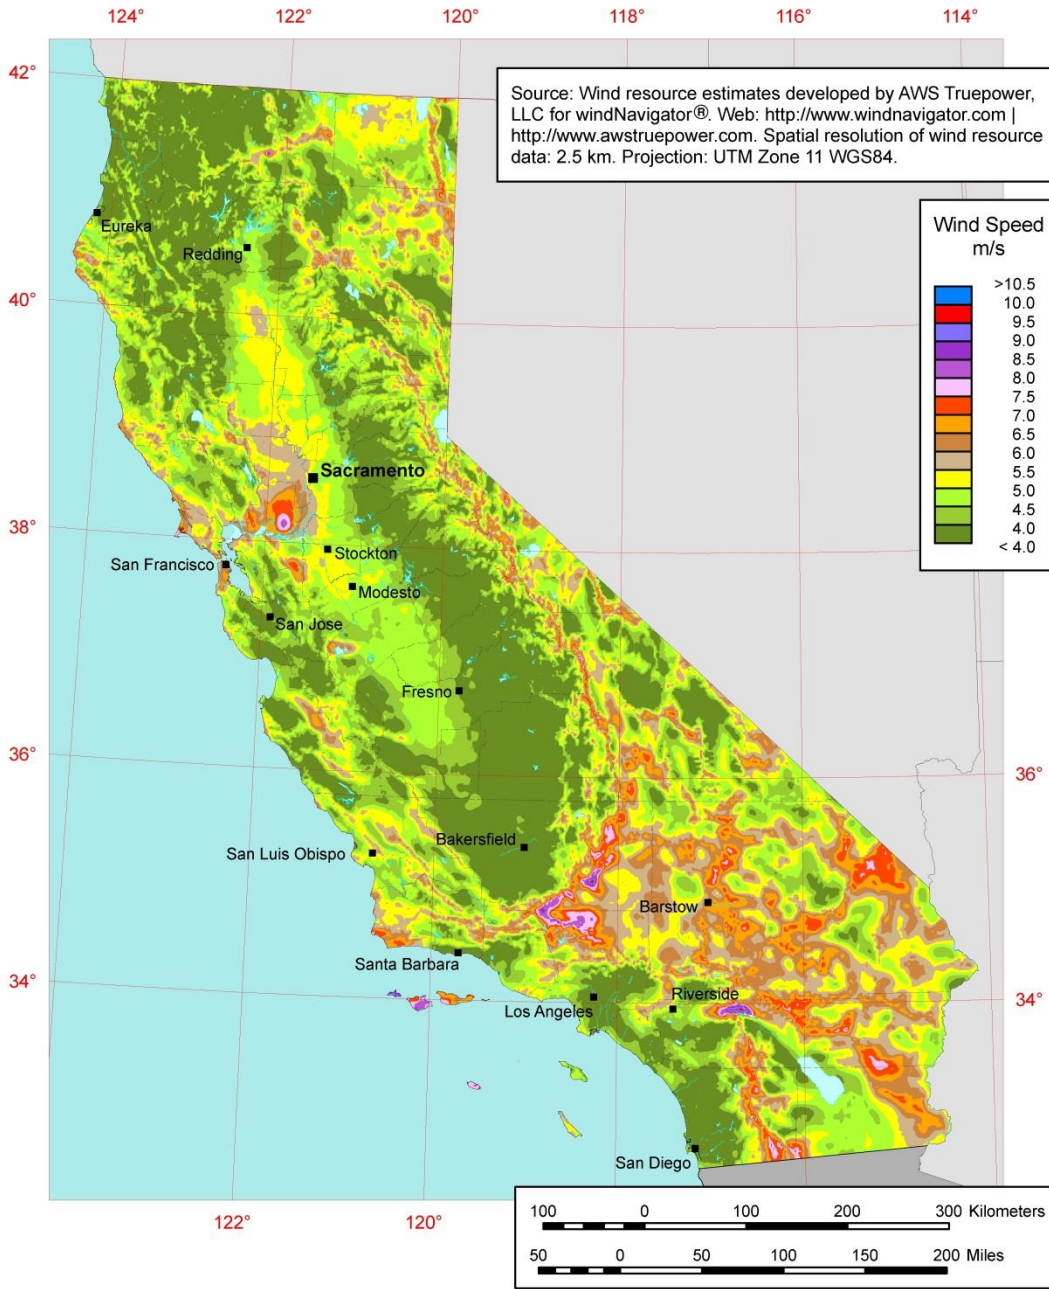 124°
122°
120°
118°
116°
114°
42°
Source: Wind resource estimates developed by AWS Truepower,
LLC for windNavigator®. Web: http://www.windnavigator.com |
http://www.awstruepower.com. Spatial resolution of wind resource
data: 2.5 km. Projection: UTM Zone 11 WGS84.
Eureka
Redding
Wind Speed
m/s
>10.5
10.0
9.5
9.0
8.5
8.0
7.5
7.0
6.5
6.0
5.5
5.0
4.5
4.0
< 4.0
40°
Sacramento
38°
Stockton
San Francisco
Modesto
San Jose
Fresno
36°
36°
Bakersfield
San Luis Obispo
Barstow
Santa Barbara
34°
Riverside
34°
Los Angeles
San Diego
122°
120°
100 0 100 200 300 Kilometers
50 0 50 100 150 200 Miles